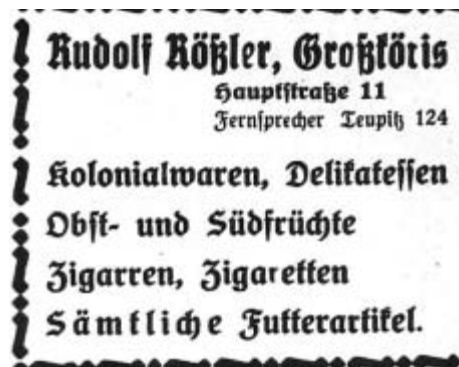 Rudolf Rößler, Großköris
Hauptstraße 11
Fernsprecher Teupitz 124
Kolonialwaren, Delikatessen
Obst- und Südfrüchte
Zigarren, Zigaretten
Sämtliche Futterartikel.